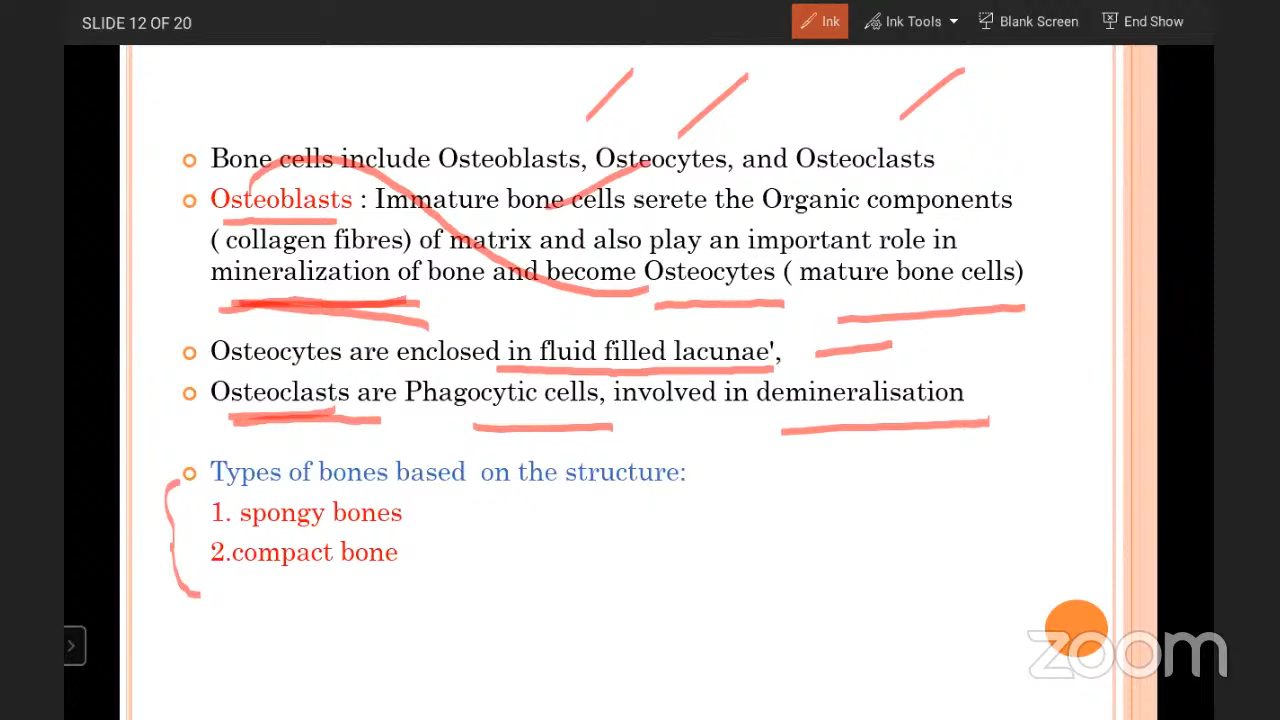 SLIDE 12 OF 20
Ink
Ink Tools
Blank Screen
End Show
Bone cells include Osteoblasts, Osteocytes, and Osteoclasts
Osteoblasts : Immature bone cells serete the Organic components
( collagen fibres) of matrix and also play an important role in
mineralization of bone and become Osteocytes ( mature bone cells)
Osteocytes are enclosed in fluid filled lacunae',
Osteoclasts are Phagocytic cells, involved in demineralisation
Types of bones based on the structure:
1. spongy bones
2.compact bone
zoom